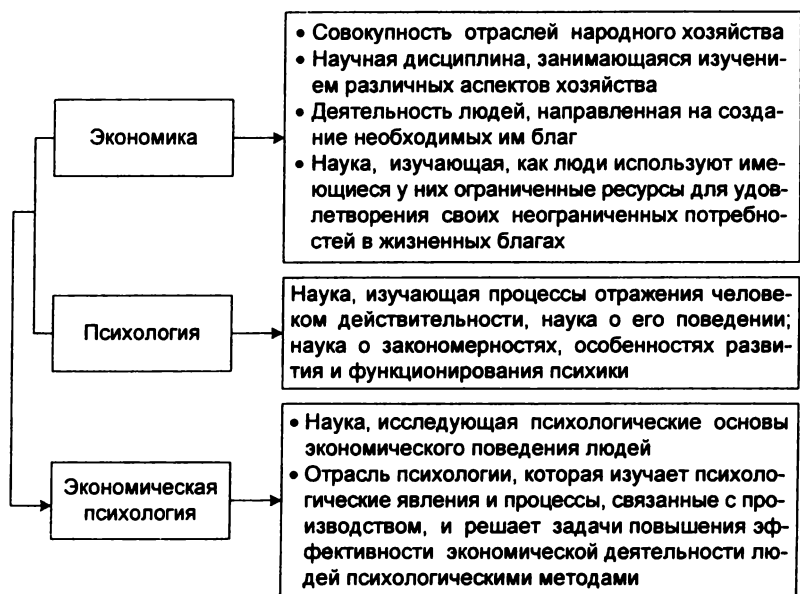 • Совокупность отраслей народного хозяйства
• Научная дисциплина, занимающаяся изучени-
ем различных аспектов хозяйства
• Деятельность людей, направленная на созда-
ние необходимых им благ
• Наука, изучающая, как люди используют име-
ющиеся у них ограниченные ресурсы для удов-
летворения своих неограниченных потребно-
стей в жизненных благах
Экономика
Наука, изучающая процессы отражения челове-
ком действительности, наука о его поведении;
наука о закономерностях, особенностях разви-
тия и функционирования психики
Психология
• Наука, исследующая психологические основы
экономического поведения людей
• Отрасль психологии, которая изучает психоло-
гические явления и процессы, связанные с про-
изводством, и решает задачи повышения эф-
фективности экономической деятельности лю-
дей психологическими методами
Экономическая
психология